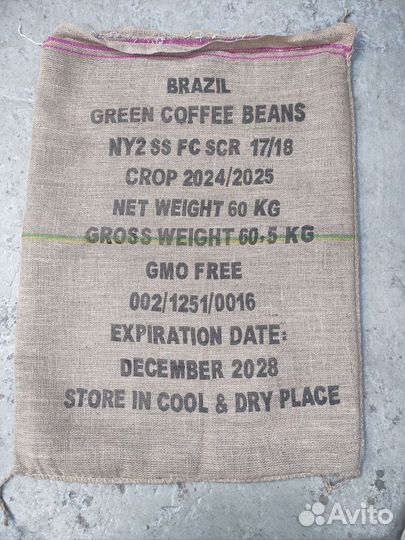 BRAZIL
GREEN COFFEE BEANS
NY2 SS FC SCR 17/18
CROP 2024/2025
NET WEIGHT 60 KG
GROSS WEIGHT 60,5 KG
GMO FREE
002/1251/0016
EXPIRATION DATE:
DECEMBER 2028
STORE IN COOL & DRY PLACE
Avito